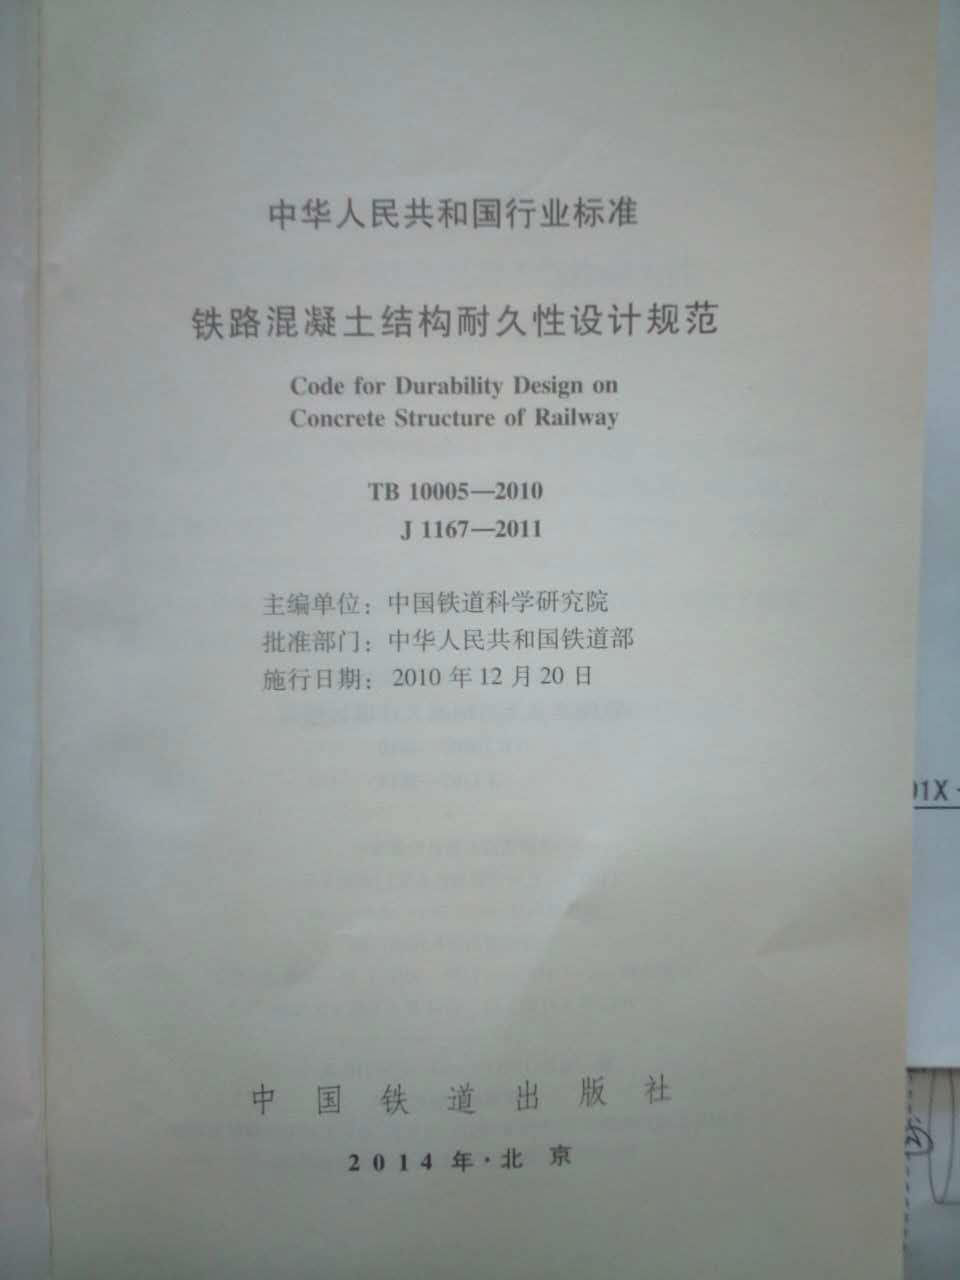 中华人民共和国行业标准
铁路混凝土结构耐久性设计规范
Code for Durability Design on
Concrete Structure of Railway
TB 10005—2010
J 1167—2011
主编单位：中国铁道科学研究院
批准部门：中华人民共和国铁道部
施行日期：2010年12月20日
中国铁道出版社
2014年·北京
01X